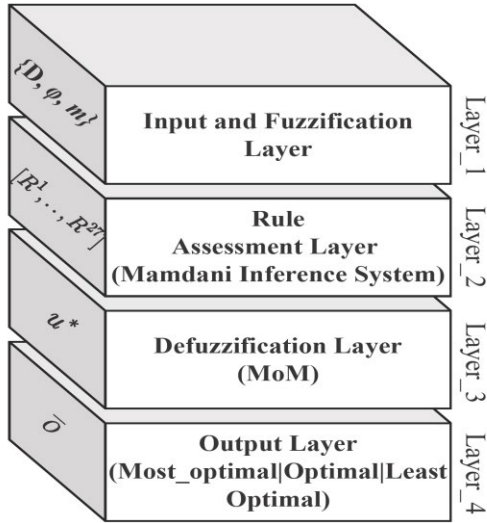 {D, φ, m}
Input and Fuzzification
Layer
Layer_1
[R¹,.., R²⁷]
Rule
Assessment Layer
(Mamdani Inference System)
Layer_2
u*
Defuzzification Layer
(MoM)
Layer_3
Ō
Output Layer
(Most_optimal|Optimal|Least
Optimal)
Layer_4